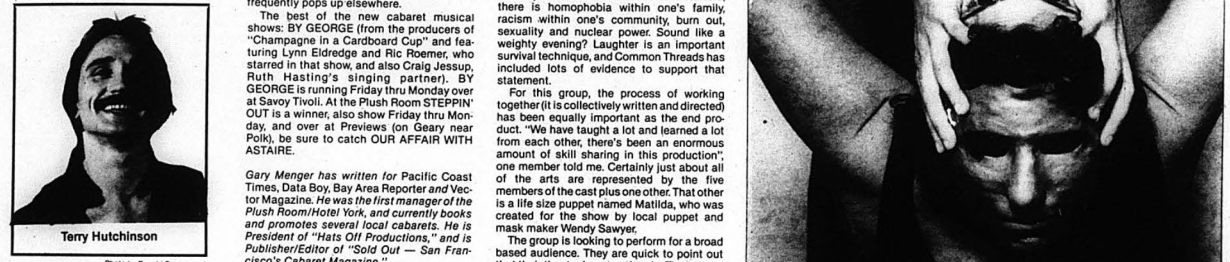 Terry Hutchinson
frequently pops up elsewhere.
The best of the new cabaret musical
shows: BY GEORGE (from the producers of
"Champagne in a Cardboard Cup" and fea-
turing Lynn Eldredge and Ric Roemer, who
starred in that show, and also Craig Jessup,
Ruth Hasting's singing partner). BY
GEORGE is running Friday thru Monday over
at Savoy Tivoli. At the Plush Room STEPPIN'
OUT is a winner, also show Friday thru Mon-
day, and over at Previews (on Geary near
Polk), be sure to catch OUR AFFAIR WITH
ASTAIRE.
Gary Menger has written for Pacific Coast
Times, Data Boy, Bay Area Reporter and Vec-
tor Magazine. He was the first manager of the
Plush Room/Hotel York, and currently books
and promotes several local cabarets. He is
President of "Hats Off Productions," and is
Publisher/Editor of "Sold Out — San Fran-
cisco's Cabaret Magazine."
there is homophobia within one's family,
racism within one's community, burn out,
sexuality and nuclear power. Sound like a
weighty evening? Laughter is an important
survival technique, and Common Threads has
included lots of evidence to support that
statement.
For this group, the process of working
together (it is collectively written and directed)
has been equally important as the end pro-
duct. "We have taught a lot and learned a lot
from each other, there's been an enormous
amount of skill sharing in this production",
one member told me. Certainly just about all
of the arts are represented by the five
members of the cast plus one other. That other
is a life size puppet named Matilda, who was
created for the show by local puppet and
mask maker Wendy Sawyer.
The group is looking to perform for a broad
based audience. They are quick to point out